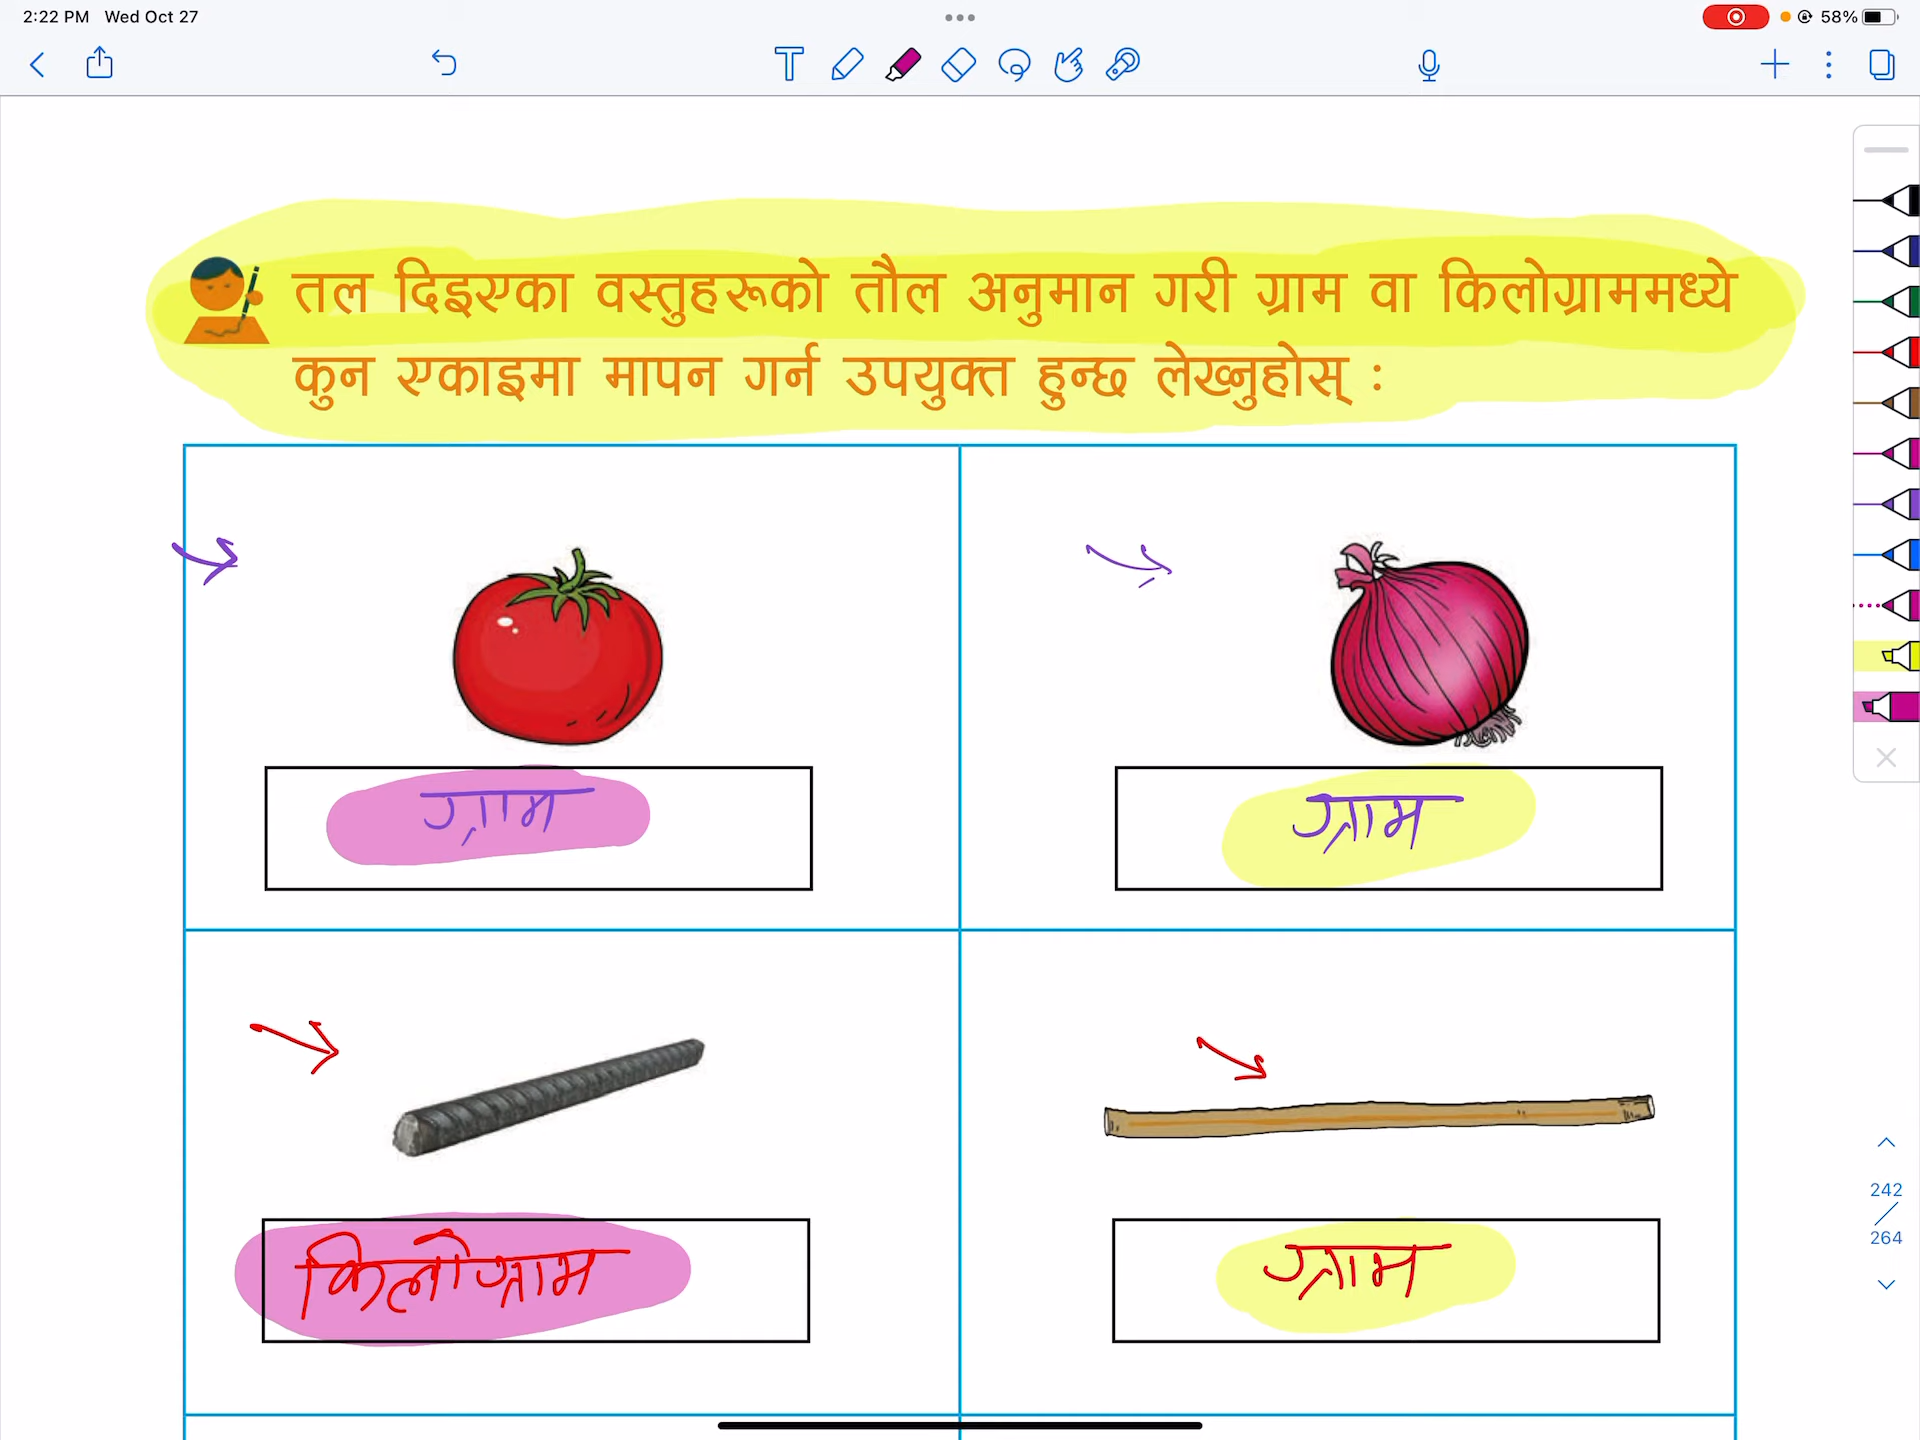 2:22 PM Wed Oct 27
58%
तल दिइएका वस्तुहरूको तौल अनुमान गरी ग्राम वा किलोग्राममध्ये
कुन एकाइमा मापन गर्न उपयुक्त हुन्छ लेख्नुहोस् :
ग्राम
ग्राम
किलोग्राम
ग्राम
242
/
264